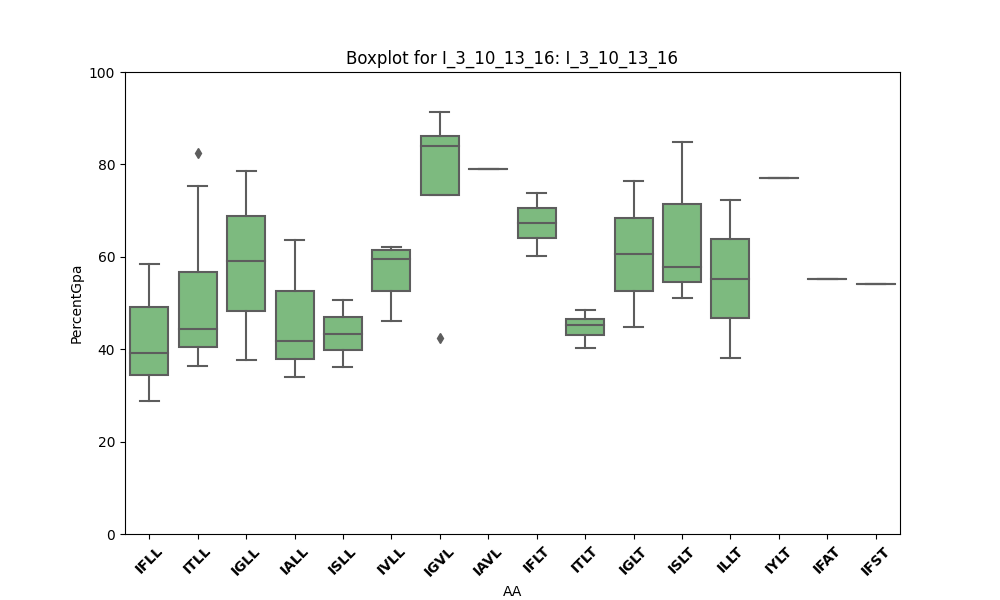 Boxplot for I_3_10_13_16: I_3_10_13_16
100
80
60
40
20
0
PercentGpa
IFLL ITLL IGLL IALL ISLL IVLL IGVL IAVL IFLT ITLT IGLT ISLT ILLT IYLT IFAT IFST
AA